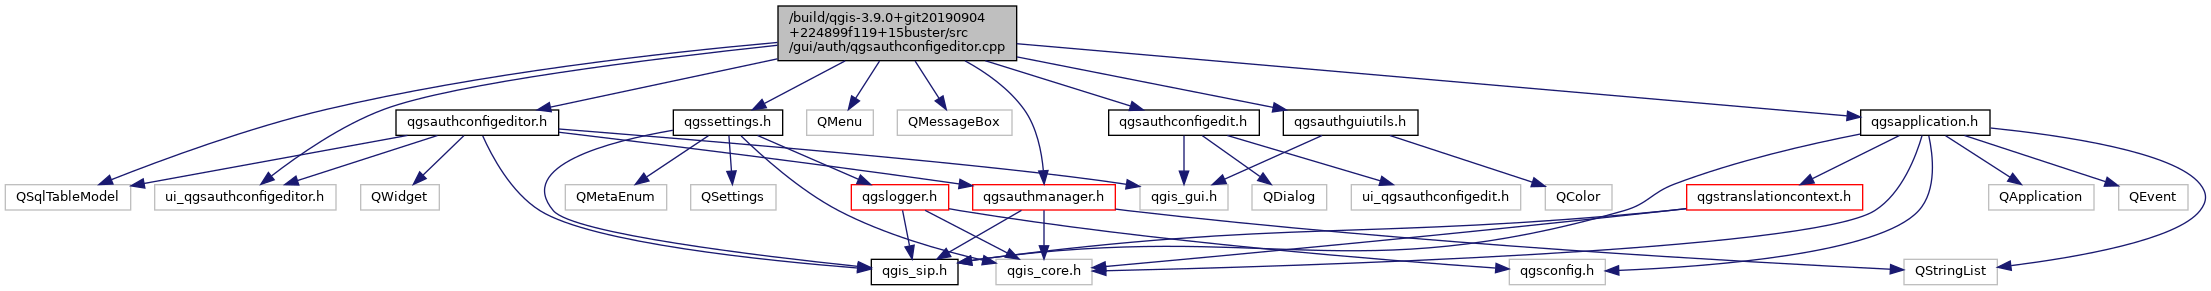 /build/qgis-3.9.0+git20190904
+224899f119+15buster/src
/gui/auth/qgsauthconfigeditor.cpp
qgsauthconfigeditor.h
qgssettings.h
QMenu
QMessageBox
qgsauthconfigedit.h
qgsauthguiutils.h
qgsapplication.h
QSqlTableModel
ui_qgsauthconfigeditor.h
QWidget
QMetaEnum
QSettings
qgslogger.h
qgsauthmanager.h
qgis_gui.h
QDialog
ui_qgsauthconfigedit.h
QColor
qgstranslationcontext.h
QApplication
QEvent
qgis_sip.h
qgis_core.h
qgsconfig.h
QStringList